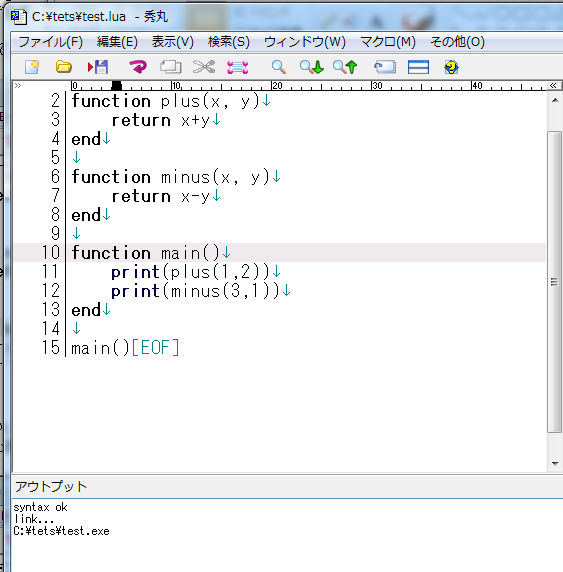 C:¥tets¥test.lua - 秀丸
ファイル(F) 編集(E) 表示(V) 検索(S) ウィンドウ(W) マクロ(M) その他(O)
0 10 20 30 40
2 function plus(x, y)↓
3 return x+y↓
4 end↓
5 ↓
6 function minus(x, y)↓
7 return x-y↓
8 end↓
9 ↓
10 function main()↓
11 print(plus(1,2))↓
12 print(minus(3,1))↓
13 end↓
14 ↓
15 main()[EOF]
アウトプット
syntax ok
link...
C:¥tets¥test.exe